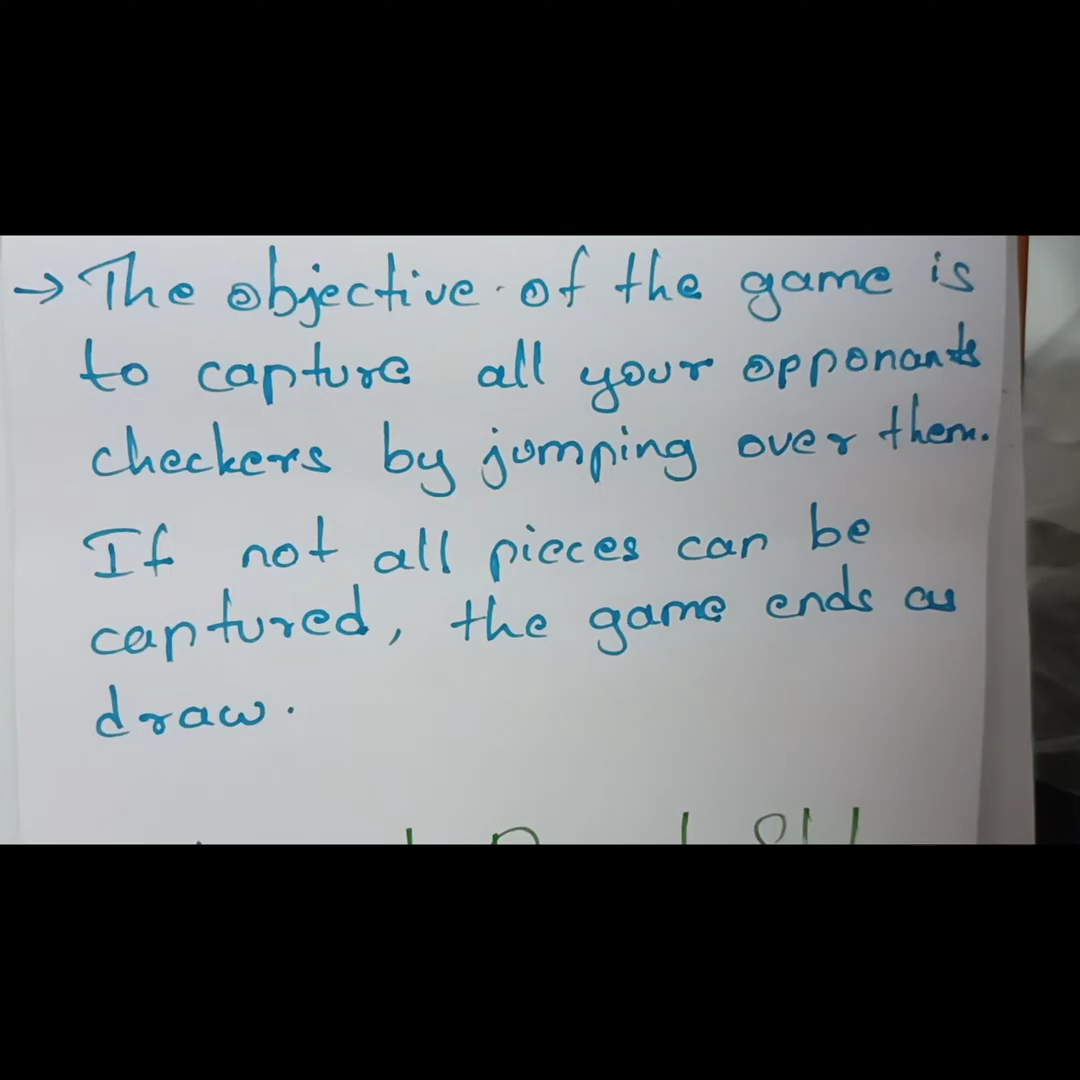 → The objective of the game is
to capture all your opponants
checkers by jumping over them.
If not all pieces can be
captured, the game ends as
draw.